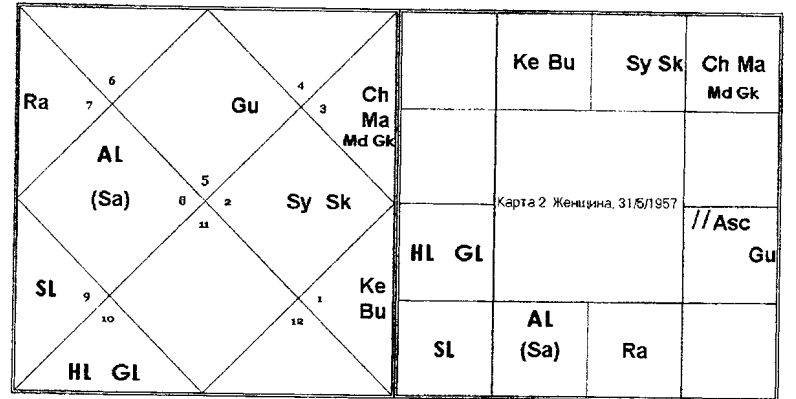 6
4
Ra
7
Gu
3
Ch
Ma
Md Gk
AL
5
(Sa)
8
2
Sy Sk
11
SL
9
1
Ke
Bu
10
12
HL GL
Ke Bu
Sy Sk
Ch Ma
Md Gk
Карта 2 Женщина, 31/5/1957
//Asc
HL GL
Gu
AL
SL
(Sa)
Ra